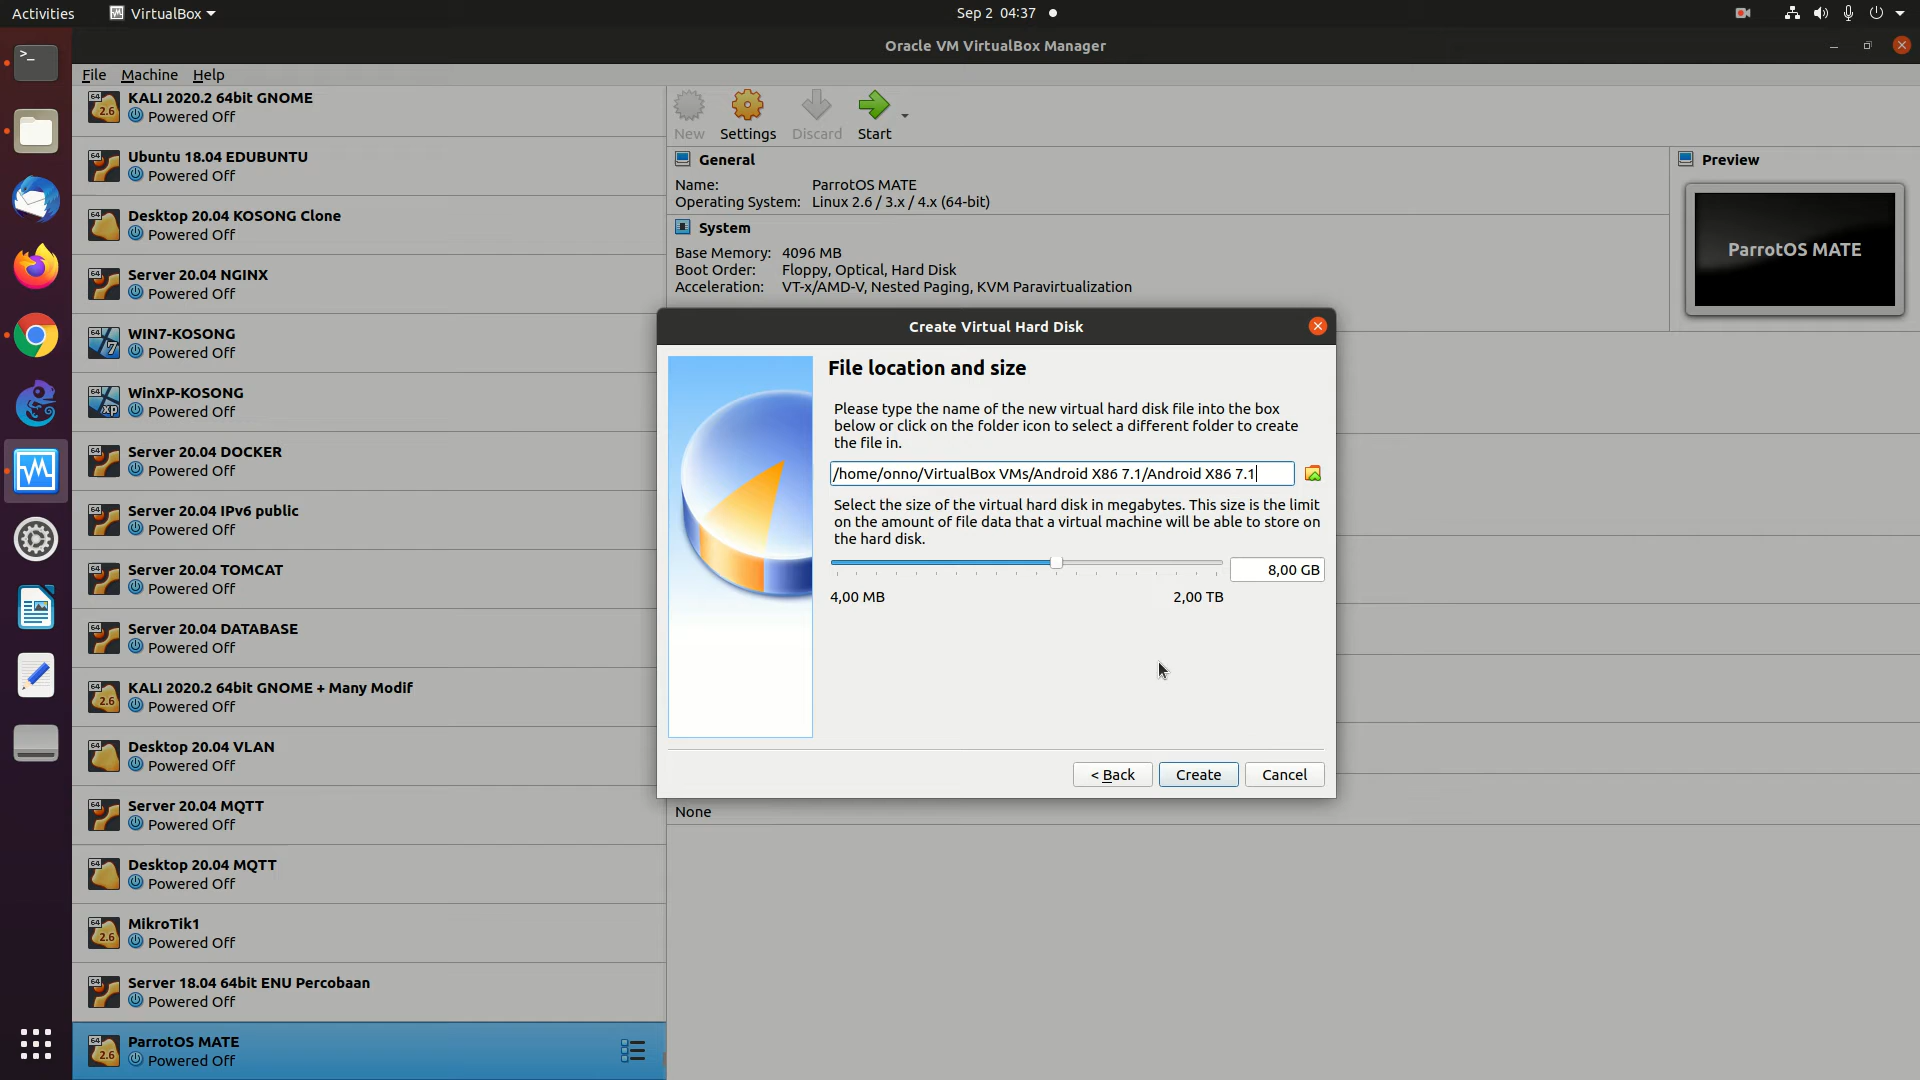 Activities
VirtualBox
Sep 2 04:37
Oracle VM VirtualBox Manager
File Machine Help
KALI 2020.2 64bit GNOME
Powered Off
Ubuntu 18.04 EDUBUNTU
Powered Off
Desktop 20.04 KOSONG Clone
Powered Off
Server 20.04 NGINX
Powered Off
WIN7-KOSONG
Powered Off
WinXP-KOSONG
Powered Off
Server 20.04 DOCKER
Powered Off
Server 20.04 IPv6 public
Powered Off
Server 20.04 TOMCAT
Powered Off
Server 20.04 DATABASE
Powered Off
KALI 2020.2 64bit GNOME + Many Modif
Powered Off
Desktop 20.04 VLAN
Powered Off
Server 20.04 MQTT
Powered Off
Desktop 20.04 MQTT
Powered Off
MikroTik1
Powered Off
Server 18.04 64bit ENU Percobaan
Powered Off
ParrotOS MATE
Powered Off
New Settings Discard Start
General
Name: ParrotOS MATE
Operating System: Linux 2.6 / 3.x / 4.x (64-bit)
System
Base Memory: 4096 MB
Boot Order: Floppy, Optical, Hard Disk
Acceleration: VT-x/AMD-V, Nested Paging, KVM Paravirtualization
Preview
ParrotOS MATE
Create Virtual Hard Disk
File location and size
Please type the name of the new virtual hard disk file into the box
below or click on the folder icon to select a different folder to create
the file in.
/home/onno/VirtualBox VMs/Android X86 7.1/Android X86 7.1
Select the size of the virtual hard disk in megabytes. This size is the limit
on the amount of file data that a virtual machine will be able to store on
the hard disk.
8,00 GB
4,00 MB 2,00 TB
< Back Create Cancel
None